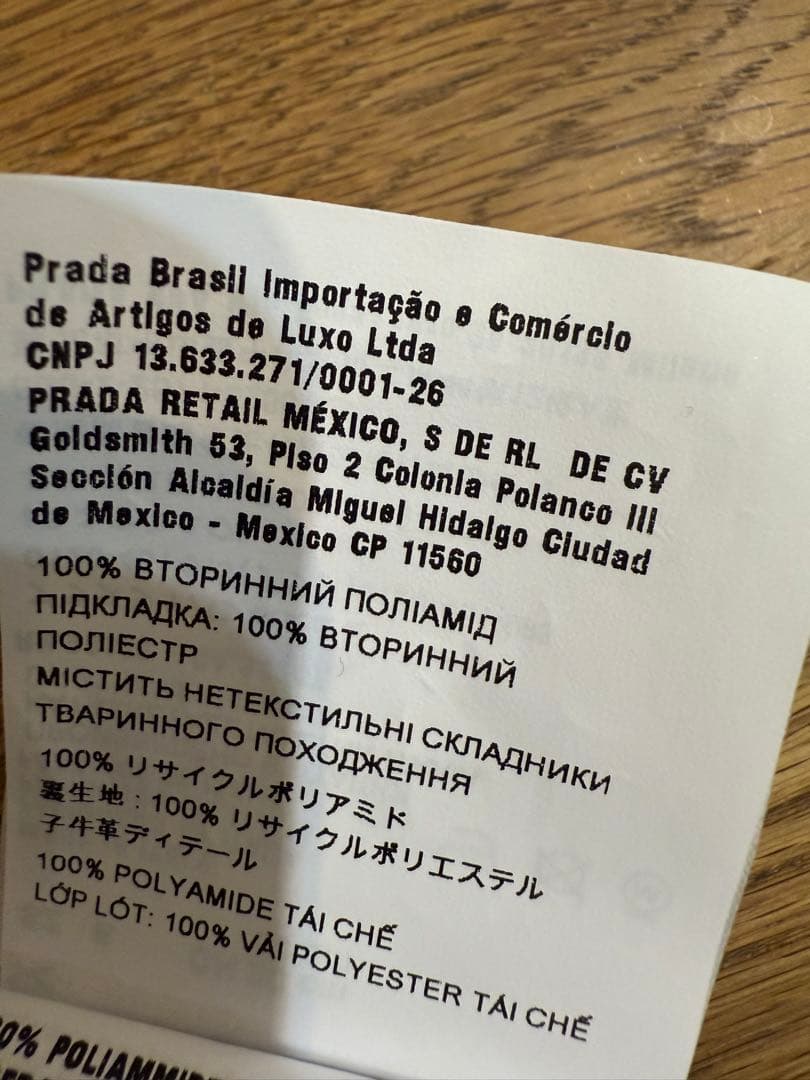 Prada Brasil Importação e Comércio
de Artigos de Luxo Ltda
CNPJ 13.633.271/0001-26
PRADA RETAIL MÉXICO, S DE RL DE CV
Goldsmith 53, Piso 2 Colonia Polanco III
Sección Alcaldía Miguel Hidalgo Ciudad
de Mexico - Mexico CP 11560
100% ВТОРИННИЙ ПОЛІАМІД
ПІДКЛАДКА: 100% ВТОРИННИЙ
ПОЛІЕСТР
МІСТИТЬ НЕТЕКСТИЛЬНІ СКЛАДНИКИ
ТВАРИННОГО ПОХОДЖЕННЯ
100% リサイクルポリアミド
裏生地：100% リサイクルポリエステル
子牛革ディテール
100% POLYAMIDE TÁI CHẾ
LỚP LÓT: 100% VẢI POLYESTER TÁI CHẾ